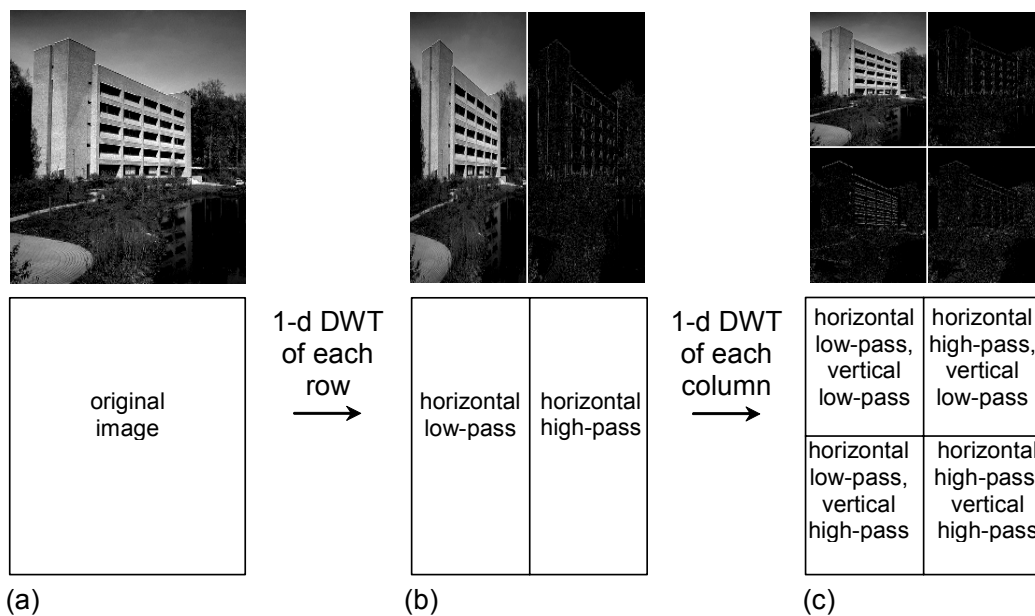 original
image
1-d DWT
of each
row
horizontal
low-pass
horizontal
high-pass
1-d DWT
of each
column
horizontal
low-pass,
vertical
low-pass
horizontal
high-pass,
vertical
low-pass
horizontal
low-pass,
vertical
high-pass
horizontal
high-pass
vertical
high-pass
(a)
(b)
(c)